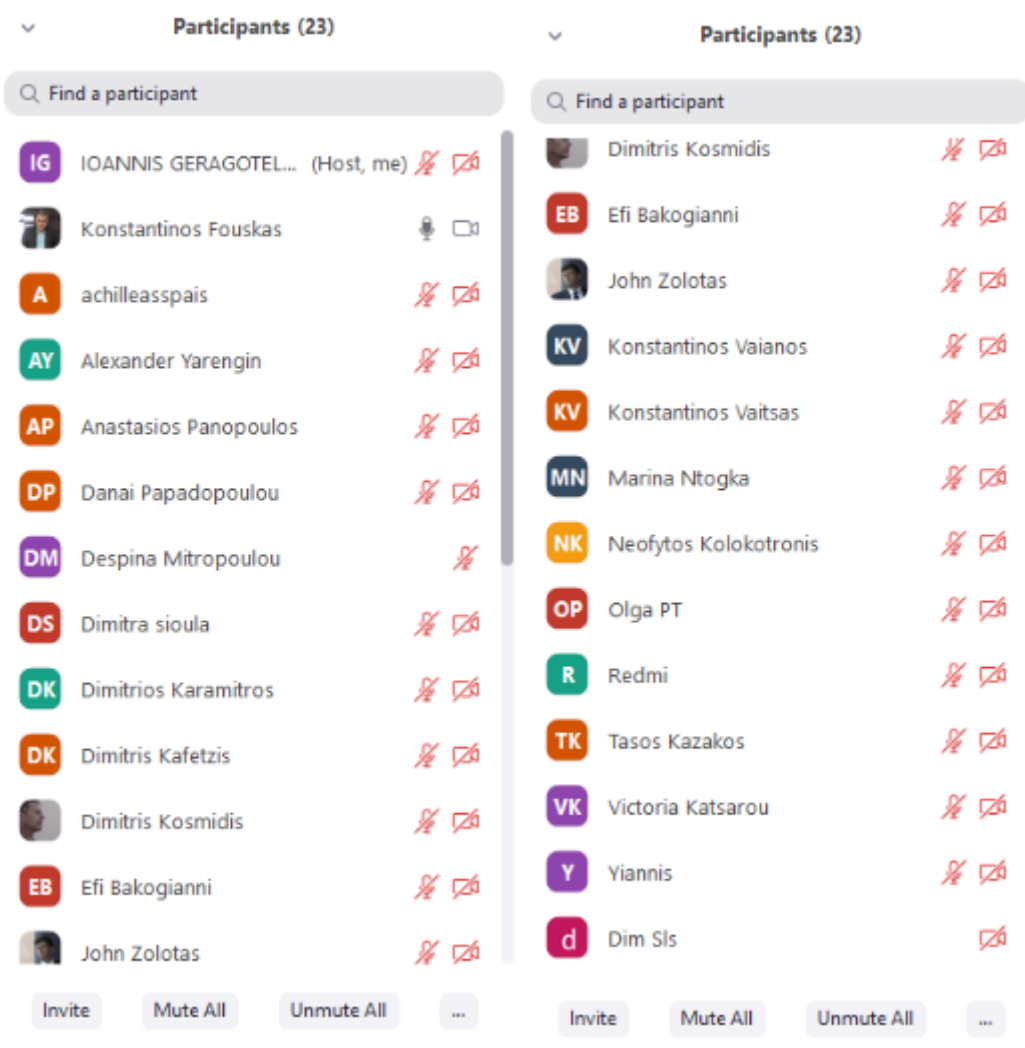 Participants (23)
Find a participant
IG IOANNIS GERAGOTEL... (Host, me)
Konstantinos Fouskas
A achilleasspais
AY Alexander Yarengin
AP Anastasios Panopoulos
DP Danai Papadopoulou
DM Despina Mitropoulou
DS Dimitra sioula
DK Dimitrios Karamitros
DK Dimitris Kafetzis
Dimitris Kosmidis
EB Efi Bakogianni
John Zolotas
Invite Mute All Unmute All ...
Participants (23)
Find a participant
Dimitris Kosmidis
EB Efi Bakogianni
John Zolotas
KV Konstantinos Vaianos
KV Konstantinos Vaitsas
MN Marina Ntogka
NK Neofytos Kolokotronis
OP Olga PT
R Redmi
TK Tasos Kazakos
VK Victoria Katsarou
Y Yiannis
d Dim Sls
Invite Mute All Unmute All ...